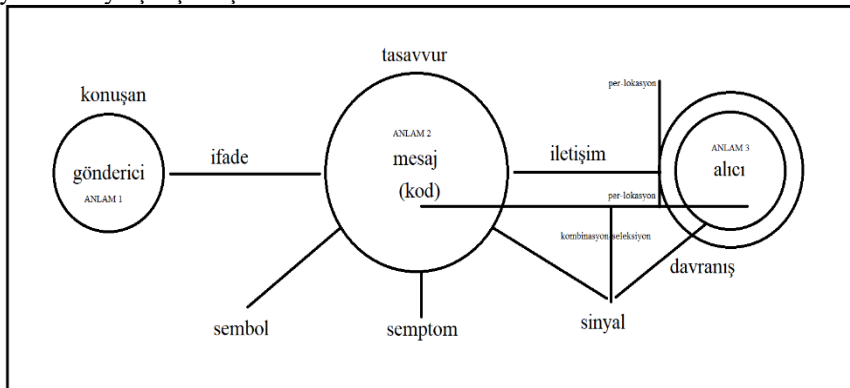 tasavvur
konuşan
per-lokasyon
ANLAM 2
ifade
mesaj
iletişim
ANLAM 3
gönderici
alıcı
ANLAM 1
(kod)
per-lokasyon
kombinasyon seleksiyon
davranış
sembol
semptom
sinyal